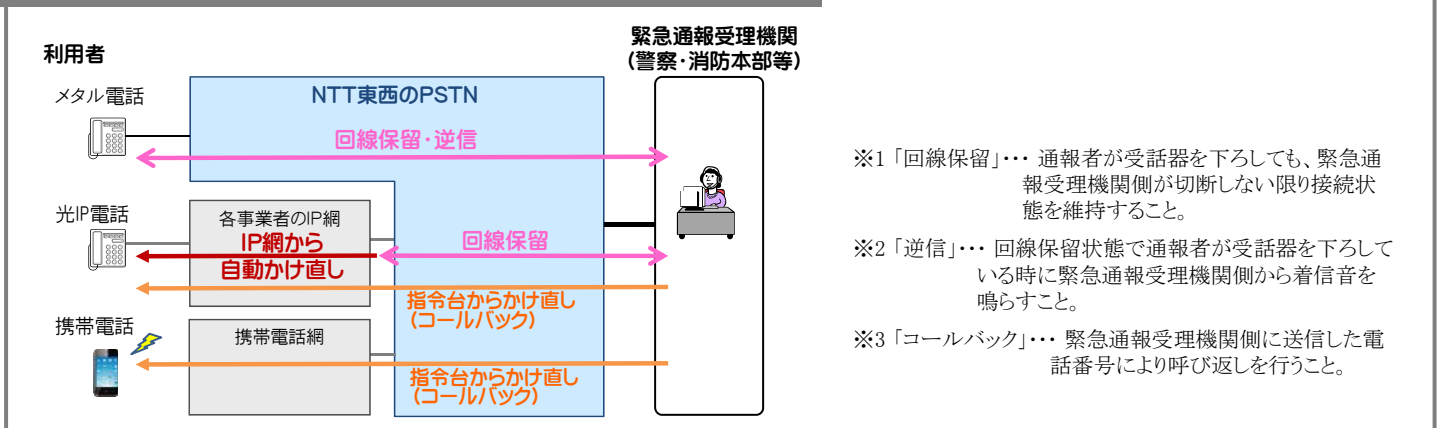 利用者
緊急通報受理機関
(警察・消防本部等)
メタル電話
NTT東西のPSTN
回線保留・逆信
光IP電話
各事業者のIP網
IP網から
自動かけ直し
回線保留
指令台からかけ直し
(コールバック)
携帯電話
携帯電話網
指令台からかけ直し
(コールバック)
※1 「回線保留」・・・ 通報者が受話器を下ろしても、緊急通
報受理機関側が切断しない限り接続状
態を維持すること。
※2 「逆信」・・・ 回線保留状態で通報者が受話器を下ろして
いる時に緊急通報受理機関側から着信音を
鳴らすこと。
※3 「コールバック」・・・ 緊急通報受理機関側に送信した電
話番号により呼び返しを行うこと。